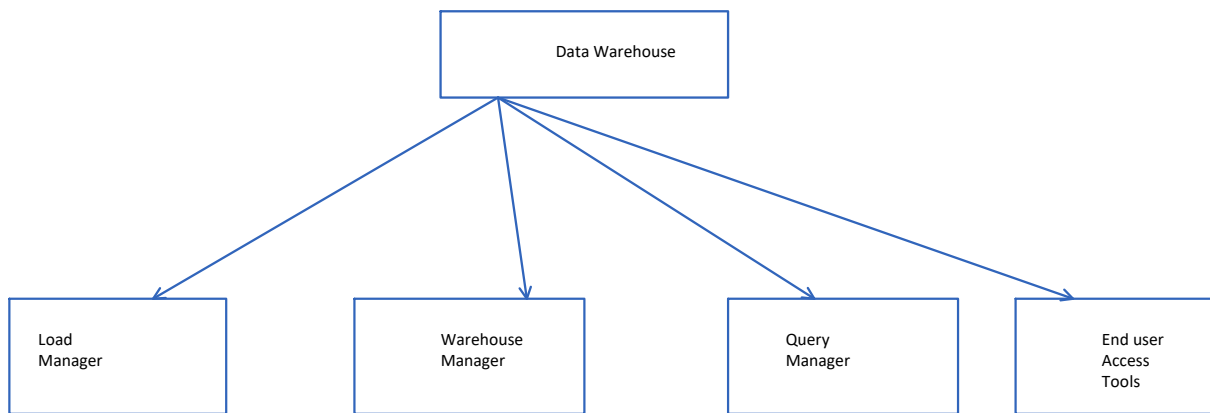 Data Warehouse
Load
Manager
Warehouse
Manager
Query
Manager
End user
Access
Tools